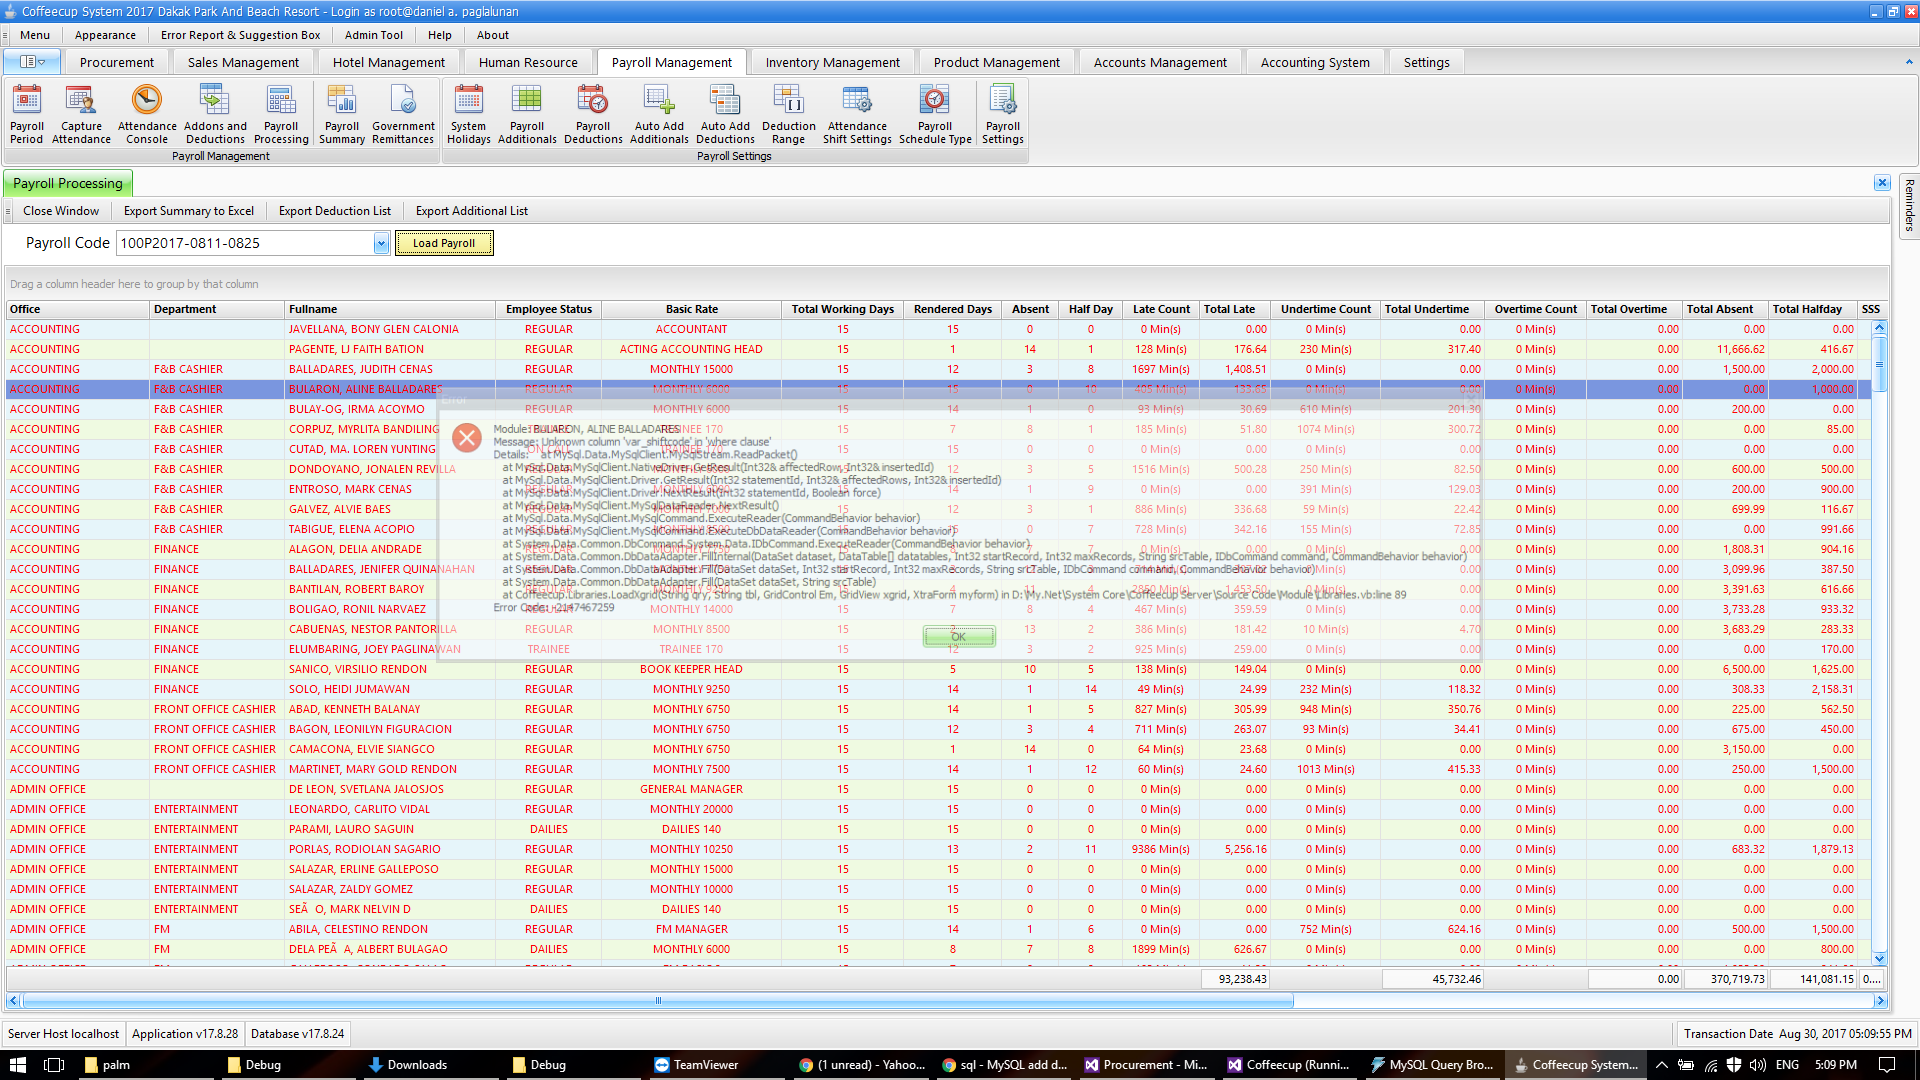 Coffeecup System 2017 Dakak Park And Beach Resort - Login as root@daniel a. paglalunan
Menu Appearance Error Report & Suggestion Box Admin Tool Help About
Procurement Sales Management Hotel Management Human Resource Payroll Management Inventory Management Product Management Accounts Management Accounting System Settings
Payroll Period Capture Attendance Attendance Console Addons and Deductions Payroll Processing Payroll Summary Government Remittances System Holidays Payroll Additionals Payroll Deductions Auto Add Additionals Auto Add Deductions Deduction Range Attendance Shift Settings Payroll Schedule Type Payroll Settings
Payroll Management Payroll Settings
Payroll Processing
Reminders
Close Window Export Summary to Excel Export Deduction List Export Additional List
Payroll Code 100P2017-0811-0825 Load Payroll
Drag a column header here to group by that column
Office Department Fullname Employee Status Basic Rate Total Working Days Rendered Days Absent Half Day Late Count Total Late Undertime Count Total Undertime Overtime Count Total Overtime Total Absent Total Halfday SSS
ACCOUNTING JAVELLANA, BONY GLEN CALONIA REGULAR ACCOUNTANT 15 15 0 0 0 Min(s) 0.00 0 Min(s) 0.00 0 Min(s) 0.00 0.00 0.00
ACCOUNTING PAGENTE, LJ FAITH BATION REGULAR ACTING ACCOUNTING HEAD 15 1 14 1 128 Min(s) 176.64 230 Min(s) 317.40 0 Min(s) 0.00 11,666.62 416.67
ACCOUNTING F&B CASHIER BALLADARES, JUDITH CENAS REGULAR MONTHLY 15000 15 12 3 8 1697 Min(s) 1,408.51 0 Min(s) 0.00 0 Min(s) 0.00 1,500.00 2,000.00
ACCOUNTING F&B CASHIER BULARON, ALINE BALLADARES REGULAR MONTHLY 6000 15 15 0 10 405 Min(s) 133.65 0 Min(s) 0.00 0 Min(s) 0.00 0.00 1,000.00
ACCOUNTING F&B CASHIER BULAY-OG, IRMA ACOYMO REGULAR MONTHLY 6000 15 14 1 0 93 Min(s) 30.69 610 Min(s) 201.30 0 Min(s) 0.00 200.00 0.00
ACCOUNTING F&B CASHIER CORPUZ, MYRLITA BANDILING 15 7 8 1 185 Min(s) 51.80 1074 Min(s) 300.72 0 Min(s) 0.00 0.00 85.00
ACCOUNTING F&B CASHIER CUTAD, MA. LOREN YUNTING 15 0 0 0 0 Min(s) 0.00 0 Min(s) 0.00 0 Min(s) 0.00 0.00 0.00
ACCOUNTING F&B CASHIER DONDOYANO, JONALEN REVILLA 12 3 5 1516 Min(s) 500.28 250 Min(s) 82.50 0 Min(s) 0.00 600.00 500.00
ACCOUNTING F&B CASHIER ENTROSO, MARK CENAS 14 1 9 0 Min(s) 0.00 391 Min(s) 129.03 0 Min(s) 0.00 200.00 900.00
ACCOUNTING F&B CASHIER GALVEZ, ALVIE BAES 12 3 1 886 Min(s) 336.68 59 Min(s) 22.42 0 Min(s) 0.00 699.99 116.67
ACCOUNTING F&B CASHIER TABIGUE, ELENA ACOPIO 15 0 7 728 Min(s) 342.16 155 Min(s) 72.85 0 Min(s) 0.00 0.00 991.66
ACCOUNTING FINANCE ALAGON, DELIA ANDRADE 0.00 0 Min(s) 0.00 1,808.31 904.16
ACCOUNTING FINANCE BALLADARES, JENIFER QUINANAHAN 0.00 0 Min(s) 0.00 3,099.96 387.50
ACCOUNTING FINANCE BANTILAN, ROBERT BAROY 0.00 0 Min(s) 0.00 3,391.63 616.66
ACCOUNTING FINANCE BOLIGAO, RONIL NARVAEZ MONTHLY 14000 15 7 8 4 467 Min(s) 359.59 0 Min(s) 0.00 0 Min(s) 0.00 3,733.28 933.32
ACCOUNTING FINANCE CABUENAS, NESTOR PANTORILLA REGULAR MONTHLY 8500 15 2 13 2 386 Min(s) 181.42 10 Min(s) 4.70 0 Min(s) 0.00 3,683.29 283.33
ACCOUNTING FINANCE ELUMBARING, JOEY PAGLINAWAN TRAINEE TRAINEE 170 15 12 3 2 925 Min(s) 259.00 0 Min(s) 0.00 0 Min(s) 0.00 0.00 170.00
Error
Module: BULARON, ALINE BALLADARES
Message: Unknown column 'var_shiftcode' in 'where clause'
Details: at MySql.Data.MySqlClient.MySqlStream.ReadPacket()
at MySql.Data.MySqlClient.NativeDriver.GetResult(Int32& affectedRow, Int32& insertedId)
at MySql.Data.MySqlClient.Driver.GetResult(Int32 statementId, Int32& affectedRows, Int32& insertedId)
at MySql.Data.MySqlClient.Driver.NextResult(Int32 statementId, Boolean force)
at MySql.Data.MySqlClient.MySqlDataReader.NextResult()
at MySql.Data.MySqlClient.MySqlCommand.ExecuteReader(CommandBehavior behavior)
at MySql.Data.MySqlClient.MySqlCommand.ExecuteDbDataReader(CommandBehavior behavior)
at System.Data.Common.DbCommand.System.Data.IDbCommand.ExecuteReader(CommandBehavior behavior)
at System.Data.Common.DbDataAdapter.FillInternal(DataSet dataset, DataTable[] datatables, Int32 startRecord, Int32 maxRecords, String srcTable, IDbCommand command, CommandBehavior behavior)
at System.Data.Common.DbDataAdapter.Fill(DataSet dataSet, Int32 startRecord, Int32 maxRecords, String srcTable, IDbCommand command, CommandBehavior behavior)
at System.Data.Common.DbDataAdapter.Fill(DataSet dataSet, String srcTable)
at Coffeecup.Libraries.LoadXgrid(String qry, String tbl, GridControl Em, GridView xgrid, XtraForm myform) in D:\My.Net\System Core\Coffeecup Server\Source Code\Module\Libraries.vb:line 89
Error Code: -2147467259
OK
ACCOUNTING FINANCE SANICO, VIRSILIO RENDON REGULAR BOOK KEEPER HEAD 15 5 10 5 138 Min(s) 149.04 0 Min(s) 0.00 0 Min(s) 0.00 6,500.00 1,625.00
ACCOUNTING FINANCE SOLO, HEIDI JUMAWAN REGULAR MONTHLY 9250 15 14 1 14 49 Min(s) 24.99 232 Min(s) 118.32 0 Min(s) 0.00 308.33 2,158.31
ACCOUNTING FRONT OFFICE CASHIER ABAD, KENNETH BALANAY REGULAR MONTHLY 6750 15 14 1 5 827 Min(s) 305.99 948 Min(s) 350.76 0 Min(s) 0.00 225.00 562.50
ACCOUNTING FRONT OFFICE CASHIER BAGON, LEONILYN FIGURACION REGULAR MONTHLY 6750 15 12 3 4 711 Min(s) 263.07 93 Min(s) 34.41 0 Min(s) 0.00 675.00 450.00
ACCOUNTING FRONT OFFICE CASHIER CAMACONA, ELVIE SIANGCO REGULAR MONTHLY 6750 15 1 14 0 64 Min(s) 23.68 0 Min(s) 0.00 0 Min(s) 0.00 3,150.00 0.00
ACCOUNTING FRONT OFFICE CASHIER MARTINET, MARY GOLD RENDON REGULAR MONTHLY 7500 15 14 1 12 60 Min(s) 24.60 1013 Min(s) 415.33 0 Min(s) 0.00 250.00 1,500.00
ADMIN OFFICE DE LEON, SVETLANA JALOSJOS REGULAR GENERAL MANAGER 15 15 0 0 0 Min(s) 0.00 0 Min(s) 0.00 0 Min(s) 0.00 0.00 0.00
ADMIN OFFICE ENTERTAINMENT LEONARDO, CARLITO VIDAL REGULAR MONTHLY 20000 15 15 0 0 0 Min(s) 0.00 0 Min(s) 0.00 0 Min(s) 0.00 0.00 0.00
ADMIN OFFICE ENTERTAINMENT PARAMI, LAURO SAGUIN DAILIES DAILIES 140 15 15 0 0 0 Min(s) 0.00 0 Min(s) 0.00 0 Min(s) 0.00 0.00 0.00
ADMIN OFFICE ENTERTAINMENT PORLAS, RODIOLAN SAGARIO REGULAR MONTHLY 10250 15 13 2 11 9386 Min(s) 5,256.16 0 Min(s) 0.00 0 Min(s) 0.00 683.32 1,879.13
ADMIN OFFICE ENTERTAINMENT SALAZAR, ERLINE GALLEPOSO REGULAR MONTHLY 15000 15 15 0 0 0 Min(s) 0.00 0 Min(s) 0.00 0 Min(s) 0.00 0.00 0.00
ADMIN OFFICE ENTERTAINMENT SALAZAR, ZALDY GOMEZ REGULAR MONTHLY 10000 15 15 0 0 0 Min(s) 0.00 0 Min(s) 0.00 0 Min(s) 0.00 0.00 0.00
ADMIN OFFICE ENTERTAINMENT SEÃ O, MARK NELVIN D DAILIES DAILIES 140 15 15 0 0 0 Min(s) 0.00 0 Min(s) 0.00 0 Min(s) 0.00 0.00 0.00
ADMIN OFFICE FM ABILA, CELESTINO RENDON REGULAR FM MANAGER 15 14 1 6 0 Min(s) 0.00 752 Min(s) 624.16 0 Min(s) 0.00 500.00 1,500.00
ADMIN OFFICE FM DELA PEÃ A, ALBERT BULAGAO DAILIES MONTHLY 6000 15 8 7 8 1899 Min(s) 626.67 0 Min(s) 0.00 0 Min(s) 0.00 0.00 800.00
93,238.43 45,732.46 0.00 370,719.73 141,081.15 0....
Server Host localhost Application v17.8.28 Database v17.8.24 Transaction Date Aug 30, 2017 05:09:55 PM
palm Debug Downloads Debug TeamViewer (1 unread) - Yahoo... sql - MySQL add d... Procurement - Mi... Coffeecup (Runni... MySQL Query Bro... Coffeecup System... ENG 5:09 PM